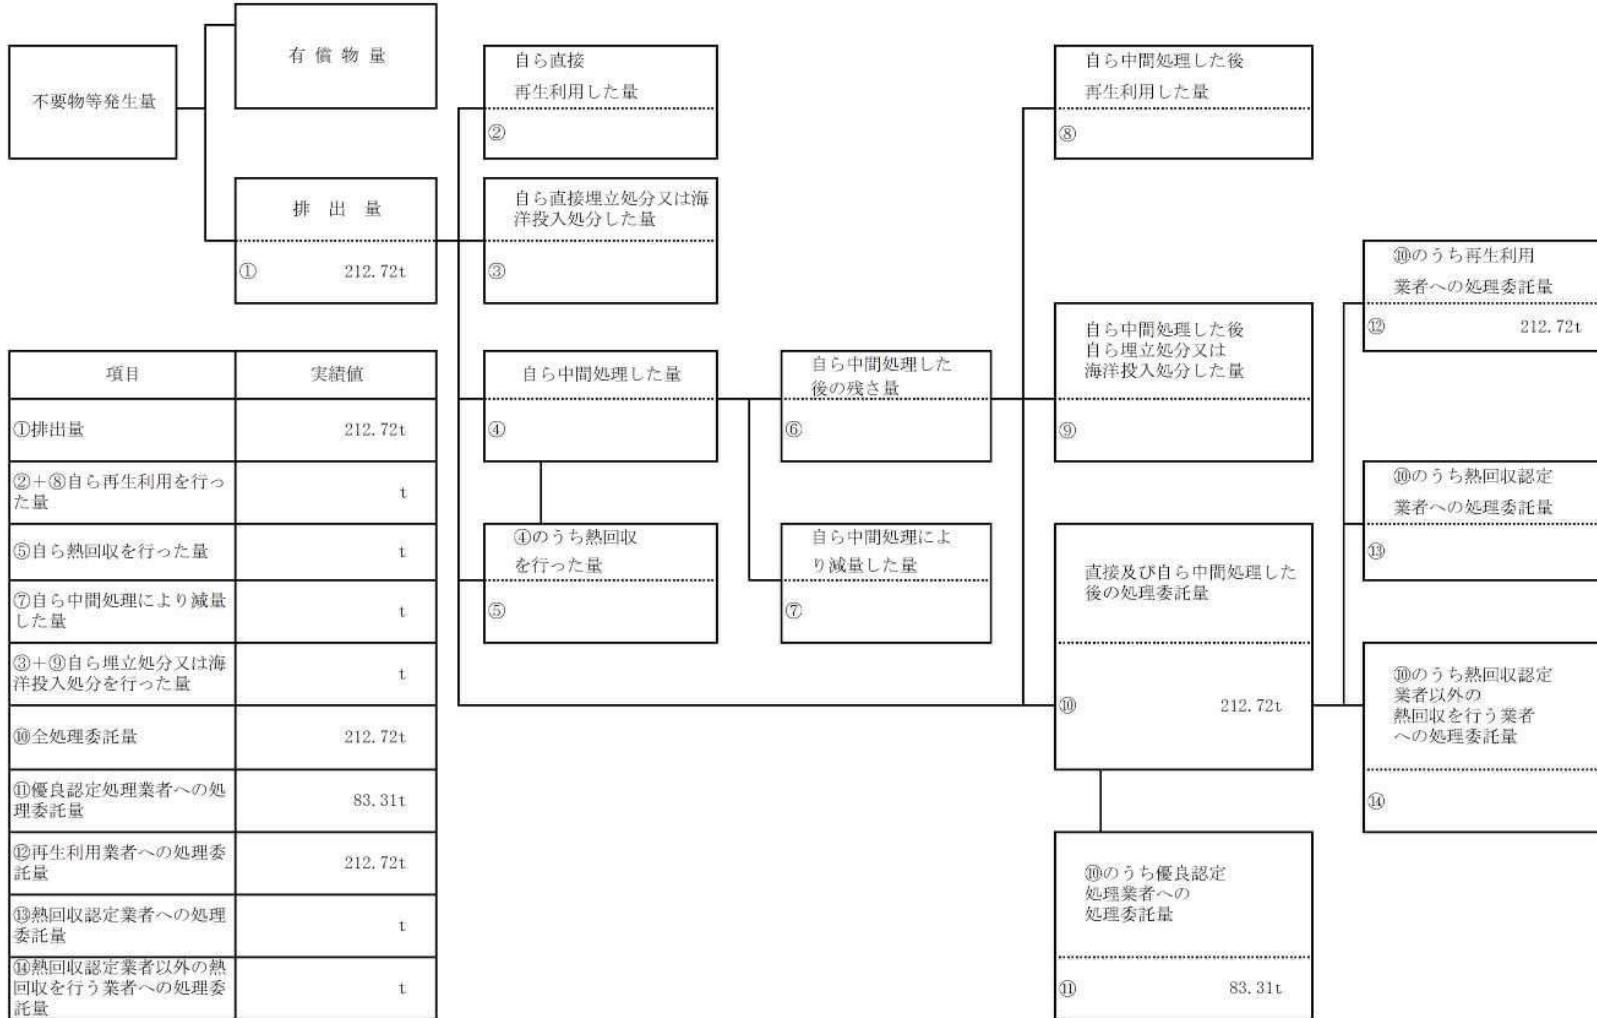 不要物等発生量
有 償 物 量
排 出 量
① 212.72t
自ら直接
再生利用した量
②
自ら直接埋立処分又は海
洋投入処分した量
③
自ら中間処理した量
④
④のうち熱回収
を行った量
⑤
自ら中間処理した
後の残さ量
⑥
自ら中間処理によ
り減量した量
⑦
自ら中間処理した後
再生利用した量
⑧
自ら中間処理した後
自ら埋立処分又は
海洋投入処分した量
⑨
直接及び自ら中間処理した
後の処理委託量
⑩ 212.72t
⑩のうち優良認定
処理業者への
処理委託量
⑪ 83.31t
⑩のうち再生利用
業者への処理委託量
⑫ 212.72t
⑩のうち熱回収認定
業者への処理委託量
⑬
⑩のうち熱回収認定
業者以外の
熱回収を行う業者
への処理委託量
⑭
項目 実績値
①排出量 212.72t
②+⑧自ら再生利用を行っ
た量 t
⑤自ら熱回収を行った量 t
⑦自ら中間処理により減量
した量 t
③+⑨自ら埋立処分又は海
洋投入処分を行った量 t
⑩全処理委託量 212.72t
⑪優良認定処理業者への処
理委託量 83.31t
⑫再生利用業者への処理委
託量 212.72t
⑬熱回収認定業者への処理
委託量 t
⑭熱回収認定業者以外の熱
回収を行う業者への処理委
託量 t